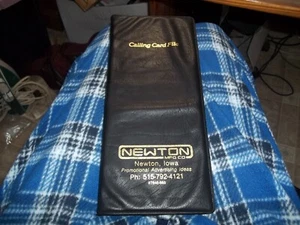 Calling Card File
NEWTON
MFG. CO.
Newton, Iowa
Promotional Advertising Ideas
Ph: 515-792-4121